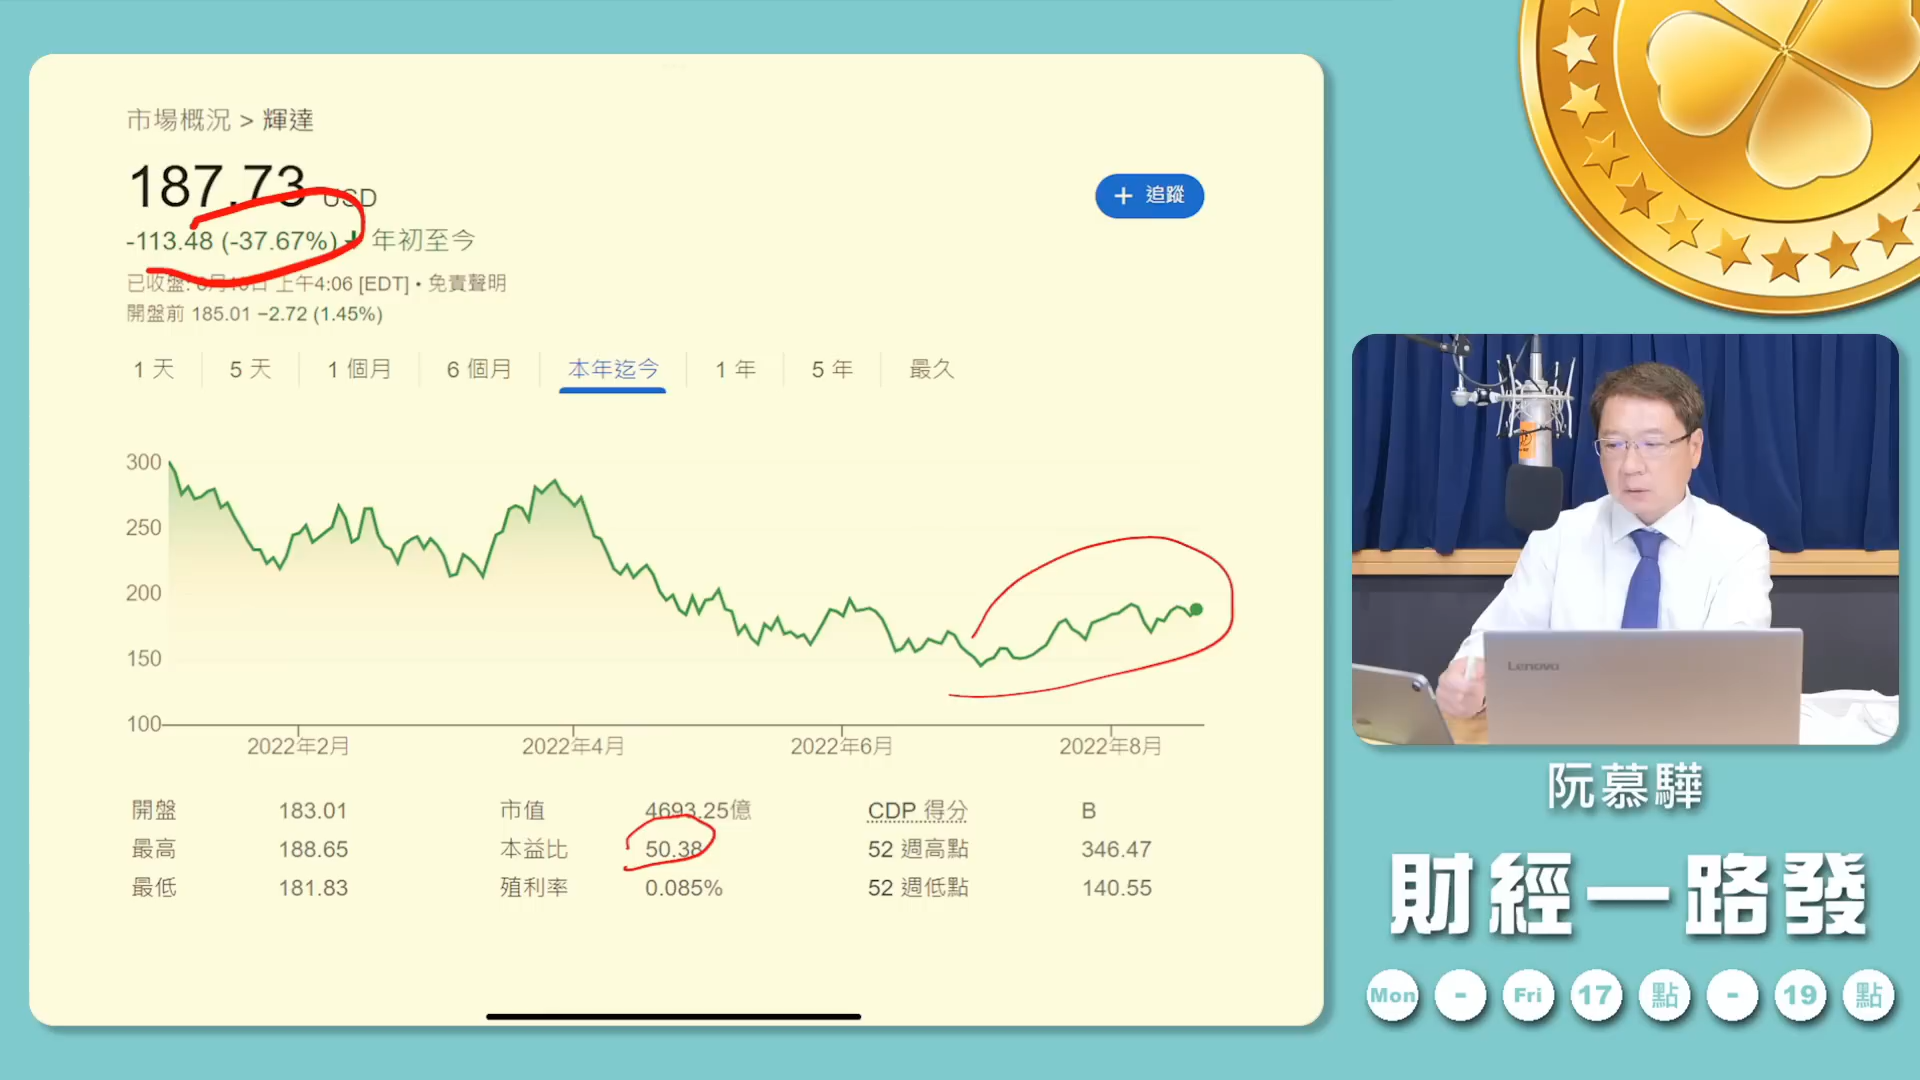 市場概況 > 輝達
187.73 USD
-113.48 (-37.67%) 年初至今
已收盤: 上午4:06 [EDT] • 免責聲明
開盤前 185.01 −2.72 (1.45%)
+ 追蹤
1 天 5 天 1 個月 6 個月 本年迄今 1 年 5 年 最久
300
250
200
150
100
2022年2月 2022年4月 2022年6月 2022年8月
開盤 183.01 市值 4693.25億 CDP 得分 B
最高 188.65 本益比 50.38 52 週高點 346.47
最低 181.83 殖利率 0.085% 52 週低點 140.55
Lenovo
阮慕驊
財經一路發
Mon - Fri 17 點 - 19 點